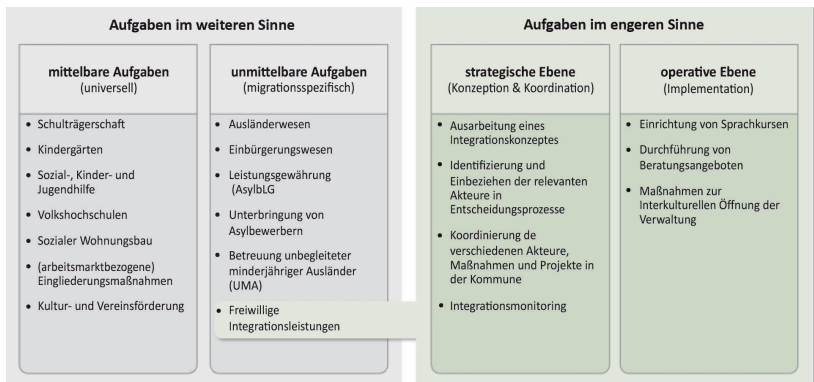 Aufgaben im weiteren Sinne
mittelbare Aufgaben
(universell)
• Schulträgerschaft
• Kindergärten
• Sozial-, Kinder- und
Jugendhilfe
• Volkshochschulen
• Sozialer Wohnungsbau
• (arbeitsmarktbezogene)
Eingliederungsmaßnahmen
• Kultur- und Vereinsförderung
unmittelbare Aufgaben
(migrationsspezifisch)
• Ausländerwesen
• Einbürgerungswesen
• Leistungsgewährung
(AsylbLG
• Unterbringung von
Asylbewerbern
• Betreuung unbegleiteter
minderjähriger Ausländer
(UMA)
• Freiwillige
Integrationsleistungen
Aufgaben im engeren Sinne
strategische Ebene
(Konzeption & Koordination)
• Ausarbeitung eines
Integrationskonzeptes
• Identifizierung und
Einbeziehen der relevanten
Akteure in
Entscheidungsprozesse
• Koordinierung de
verschiedenen Akteure,
Maßnahmen und Projekte in
der Kommune
• Integrationsmonitoring
operative Ebene
(Implementation)
• Einrichtung von Sprachkursen
• Durchführung von
Beratungsangeboten
• Maßnahmen zur
Interkulturellen Öffnung der
Verwaltung